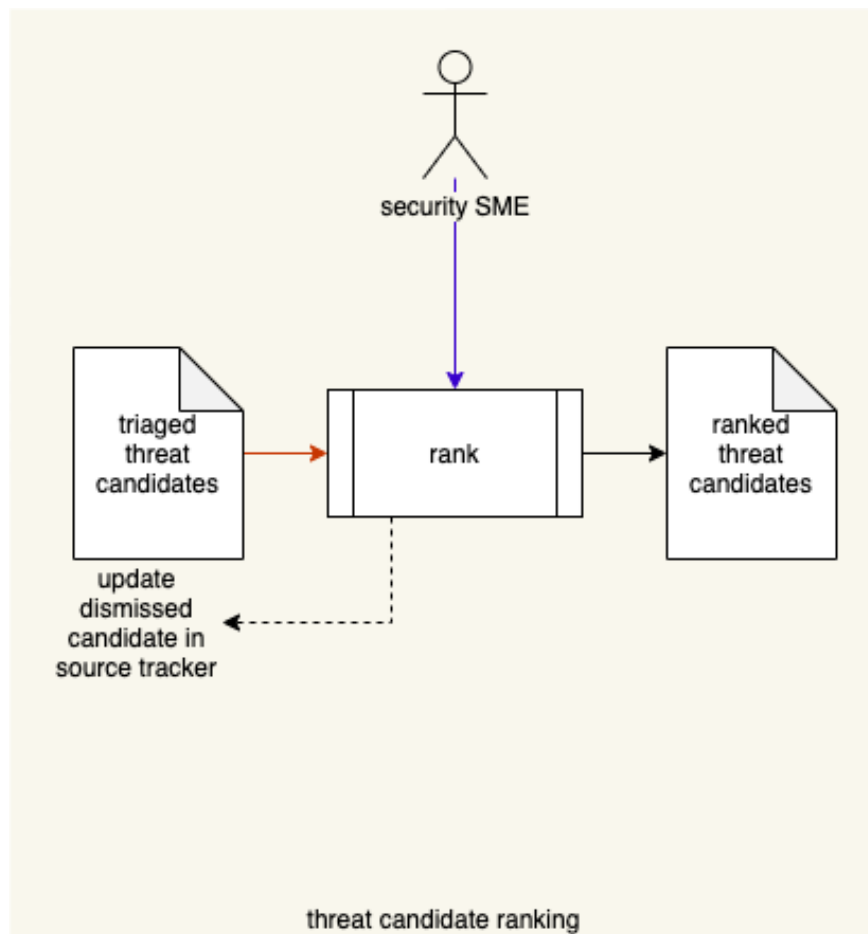 security SME
triaged
threat
candidates
rank
ranked
threat
candidates
update
dismissed
candidate in
source tracker
threat candidate ranking